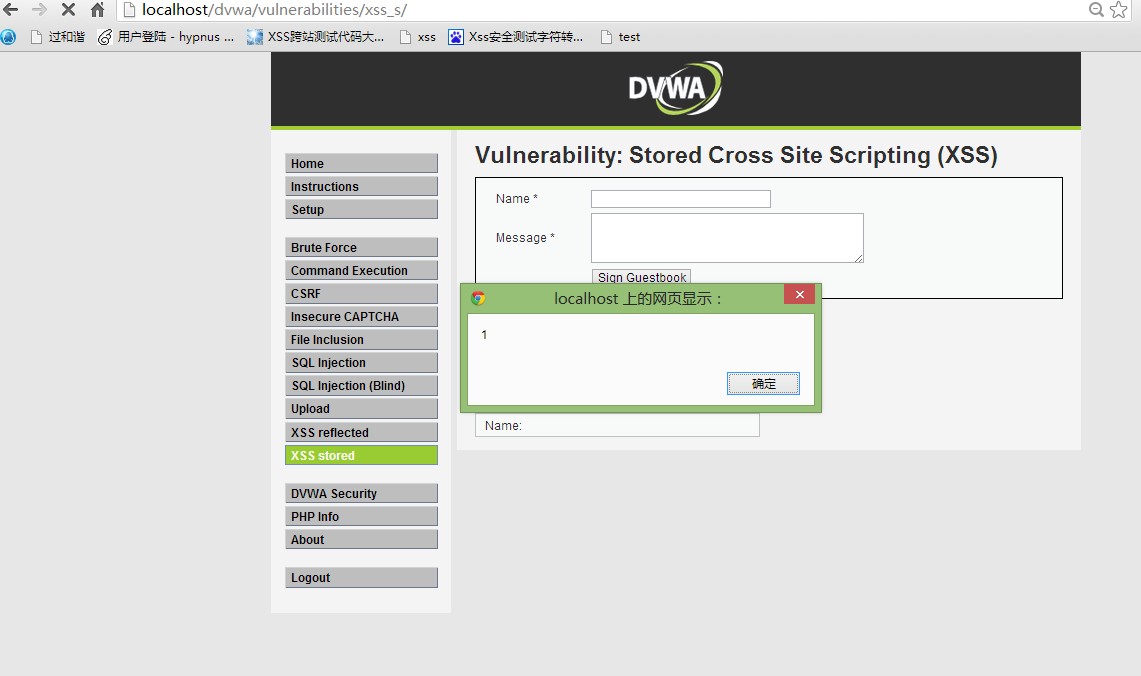 localhost/dvwa/vulnerabilities/xss_s/
过和谐 用户登陆 - hypnus ... XSS跨站测试代码大... xss Xss安全测试字符转... test
DVWA
Home
Instructions
Setup
Brute Force
Command Execution
CSRF
Insecure CAPTCHA
File Inclusion
SQL Injection
SQL Injection (Blind)
Upload
XSS reflected
XSS stored
DVWA Security
PHP Info
About
Logout
Vulnerability: Stored Cross Site Scripting (XSS)
Name *
Message *
Sign Guestbook
localhost 上的网页显示：
1
确定
Name: